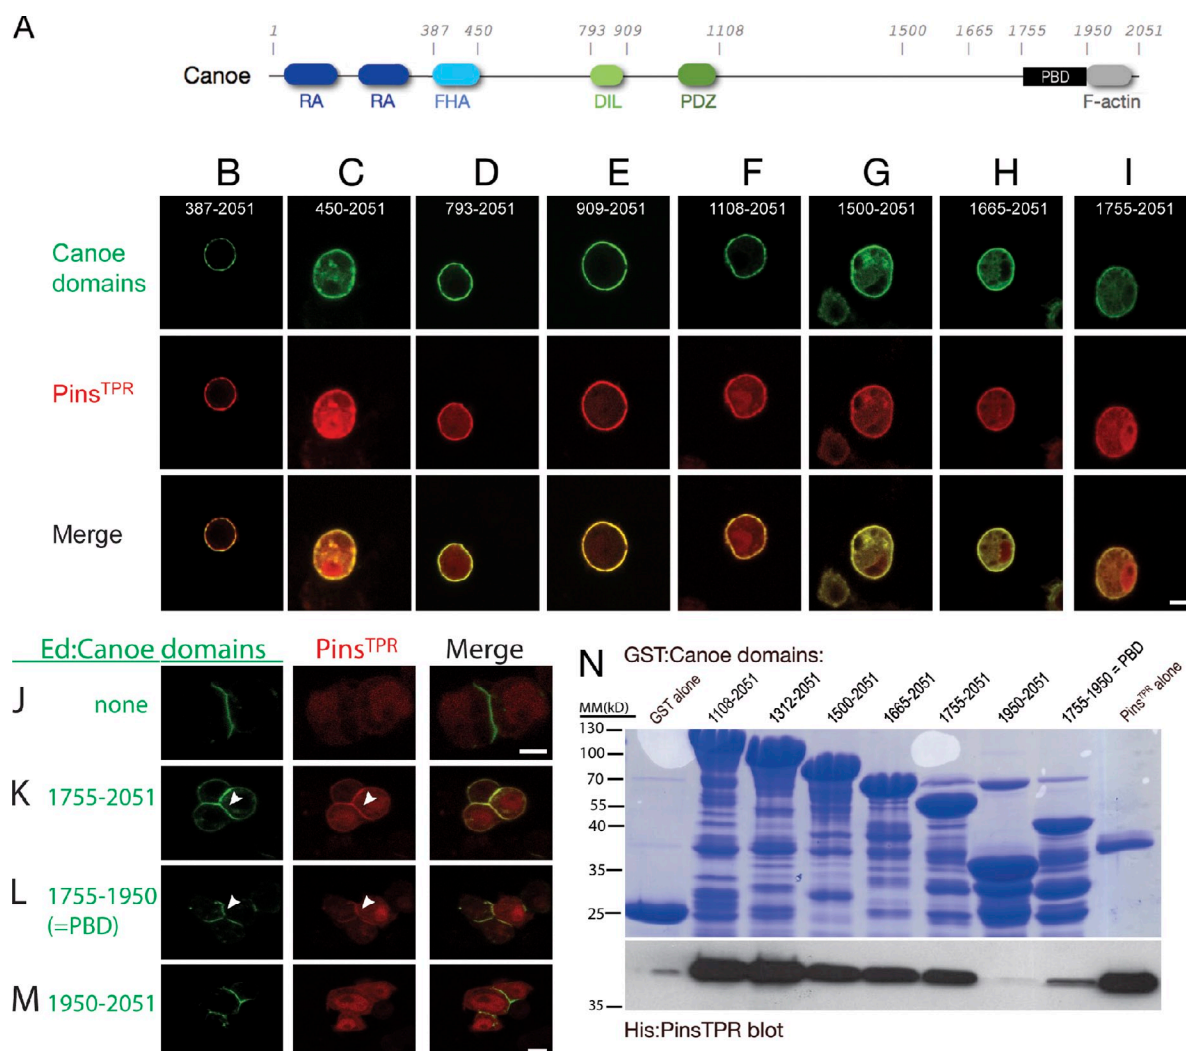 A
1 387 450 793 909 1108 1500 1665 1755 1950 2051
Canoe PBD
RA RA FHA DIL PDZ F-actin
B C D E F G H I
387-2051 450-2051 793-2051 909-2051 1108-2051 1500-2051 1665-2051 1755-2051
Canoe
domains
PinsTPR
Merge
Ed:Canoe domains PinsTPR Merge
J none
K 1755-2051
L 1755-1950
(=PBD)
M 1950-2051
N GST:Canoe domains:
MM(kD) GST alone 1108-2051 1312-2051 1500-2051 1665-2051 1755-2051 1950-2051 1755-1950 = PBD PinsTPR alone
130
100
70
55
40
35
25
35
His:PinsTPR blot